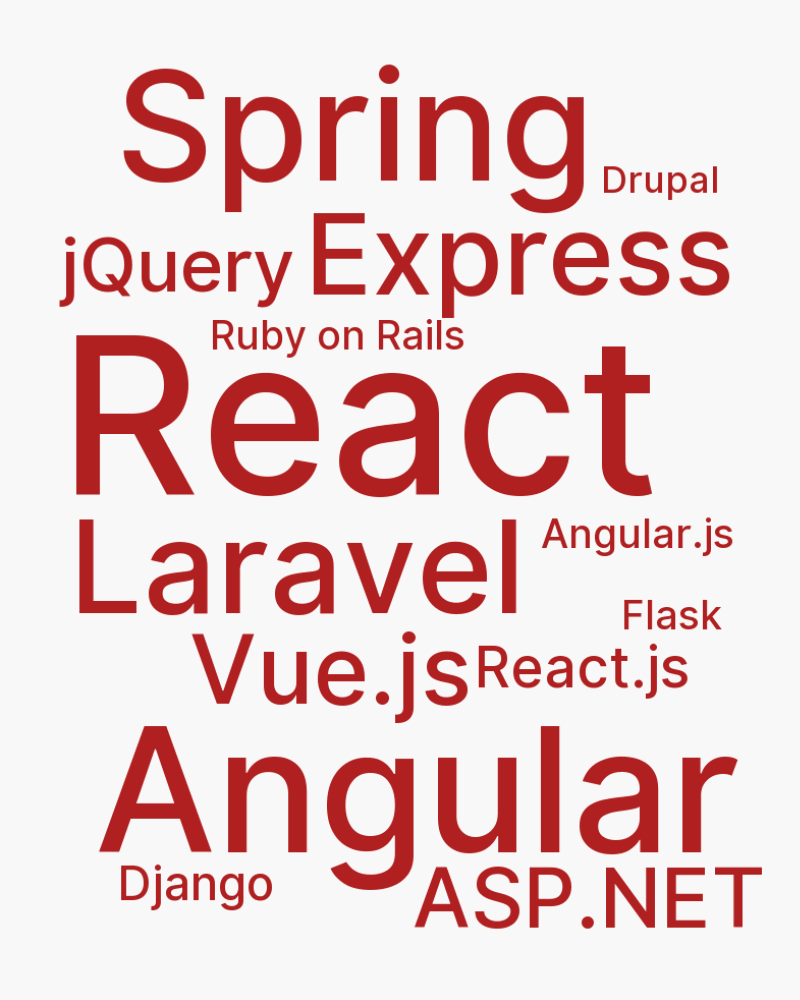 Spring
Drupal
jQuery Express
Ruby on Rails
React
Laravel
Angular.js
Flask
Vue.js React.js
Angular
Django
ASP.NET